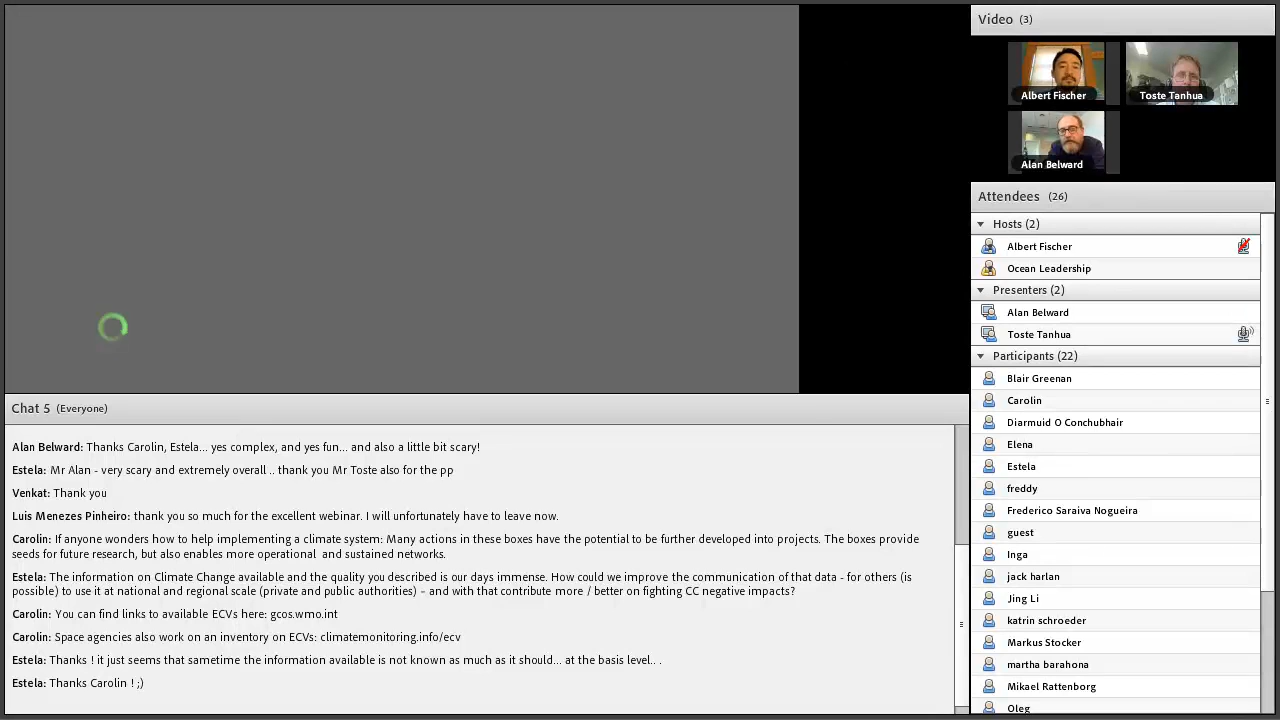 Video (3)
Albert Fischer
Toste Tanhua
Alan Belward
Attendees (26)
Hosts (2)
Albert Fischer
Ocean Leadership
Presenters (2)
Alan Belward
Toste Tanhua
Participants (22)
Blair Greenan
Carolin
Diarmuid O Conchubhair
Elena
Estela
freddy
Frederico Saraiva Nogueira
guest
Inga
jack harlan
Jing Li
katrin schroeder
Markus Stocker
martha barahona
Mikael Rattenborg
Oleg
Chat 5 (Everyone)
Alan Belward: Thanks Carolin, Estela... yes complex, and yes fun... and also a little bit scary!
Estela: Mr Alan - very scary and extremely overall .. thank you Mr Toste also for the pp
Venkat: Thank you
Luis Menezes Pinheiro: thank you so much for the excellent webinar. I will unfortunately have to leave now.
Carolin: If anyone wonders how to help implementing a climate system: Many actions in these boxes have the potential to be further developed into projects. The boxes provide
seeds for future research, but also enables more operational and sustained networks.
Estela: The information on Climate Change available and the quality you described is our days immense. How could we improve the communication of that data - for others (is
possible) to use it at national and regional scale (private and public authorities) - and with that contribute more / better on fighting CC negative impacts?
Carolin: You can find links to available ECVs here: gcos.wmo.int
Carolin: Space agencies also work on an inventory on ECVs: climatemonitoring.info/ecv
Estela: Thanks ! it just seems that sametime the information available is not known as much as it should... at the basis level.. .
Estela: Thanks Carolin ! ;)